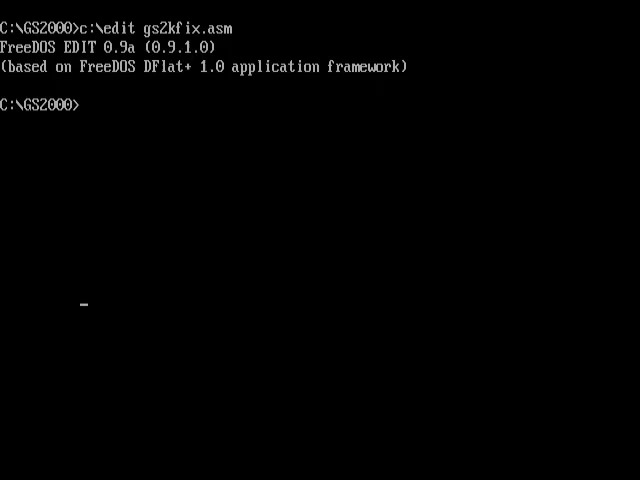 C:\GS2000>c:\edit gs2kfix.asm
FreeDOS EDIT 0.9a (0.9.1.0)
(based on FreeDOS DFlat+ 1.0 application framework)
C:\GS2000>